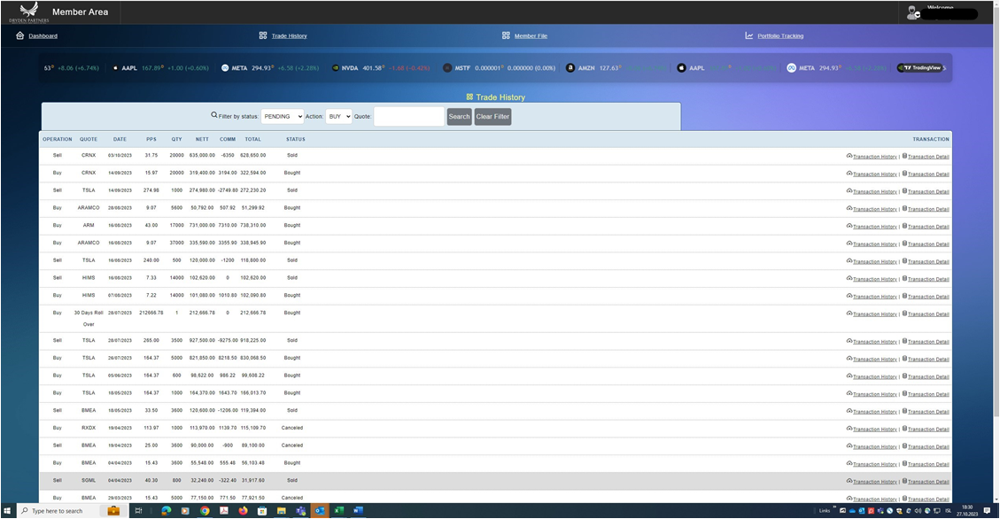 DRYDEN PARTNERS
Member Area
Welcome
Dashboard
Trade History
Member File
Portfolio Tracking
63 +8.06 (+6.74%) AAPL 167.89 +1.00 (+0.60%) META 294.93 +6.58 (+2.28%) NVDA 401.58 −1.68 (−0.42%) MSTF 0.000001 0.000000 (0.00%) AMZN 127.63 AAPL META 294.93 TradingView
Trade History
Filter by status: PENDING Action: BUY Quote: Search Clear Filter
OPERATION QUOTE DATE PPS QTY NETT COMM TOTAL STATUS TRANSACTION
Sell CRNX 03/10/2023 31.75 20000 635,000.00 -6350 628,650.00 Sold Transaction History | Transaction Detail
Buy CRNX 14/09/2023 15.97 20000 319,400.00 3194.00 322,594.00 Bought Transaction History | Transaction Detail
Sell TSLA 14/09/2023 274.98 1000 274,980.00 -2749.80 272,230.20 Sold Transaction History | Transaction Detail
Buy ARAMCO 28/08/2023 9.07 5600 50,792.00 507.92 51,299.92 Bought Transaction History | Transaction Detail
Buy ARM 18/08/2023 43.00 17000 731,000.00 7310.00 738,310.00 Bought Transaction History | Transaction Detail
Buy ARAMCO 16/08/2023 9.07 37000 335,590.00 3355.90 338,945.90 Bought Transaction History | Transaction Detail
Sell TSLA 16/08/2023 240.00 500 120,000.00 -1200 118,800.00 Sold Transaction History | Transaction Detail
Sell HIMS 16/08/2023 7.33 14000 102,620.00 0 102,620.00 Sold Transaction History | Transaction Detail
Buy HIMS 07/08/2023 7.22 14000 101,080.00 1010.80 102,090.80 Bought Transaction History | Transaction Detail
Buy 30 Days Roll Over 28/07/2023 212666.78 1 212,666.78 0 212,666.78 Bought Transaction History | Transaction Detail
Sell TSLA 28/07/2023 265.00 3500 927,500.00 -9275.00 918,225.00 Sold Transaction History | Transaction Detail
Buy TSLA 28/07/2023 164.37 5000 821,850.00 8218.50 830,068.50 Bought Transaction History | Transaction Detail
Buy TSLA 05/06/2023 164.37 600 98,622.00 986.22 99,608.22 Bought Transaction History | Transaction Detail
Buy TSLA 18/05/2023 164.37 1000 164,370.00 1643.70 166,013.70 Bought Transaction History | Transaction Detail
Sell BMEA 18/05/2023 33.50 3600 120,600.00 -1206.00 119,394.00 Sold Transaction History | Transaction Detail
Buy RXDX 19/04/2023 113.97 1000 113,970.00 1139.70 115,109.70 Canceled Transaction History | Transaction Detail
Sell BMEA 19/04/2023 25.00 3600 90,000.00 -900 89,100.00 Canceled Transaction History | Transaction Detail
Buy BMEA 04/04/2023 15.43 3600 55,548.00 555.48 56,103.48 Bought Transaction History | Transaction Detail
Sell SGML 04/04/2023 40.30 800 32,240.00 -322.40 31,917.60 Sold Transaction History | Transaction Detail
Buy BMEA 29/03/2023 15.43 5000 77,150.00 771.50 77,921.50 Canceled Transaction History | Transaction Detail
Type here to search
Links
18:30
27.10.2023